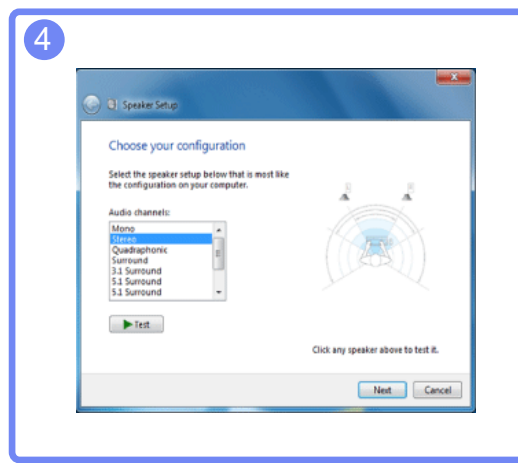 4
Speaker Setup
Choose your configuration
Select the speaker setup below that is most like
the configuration on your computer.
Audio channels:
Mono
Stereo
Quadraphonic
Surround
3.1 Surround
5.1 Surround
5.1 Surround
Test
Click any speaker above to test it.
Next Cancel